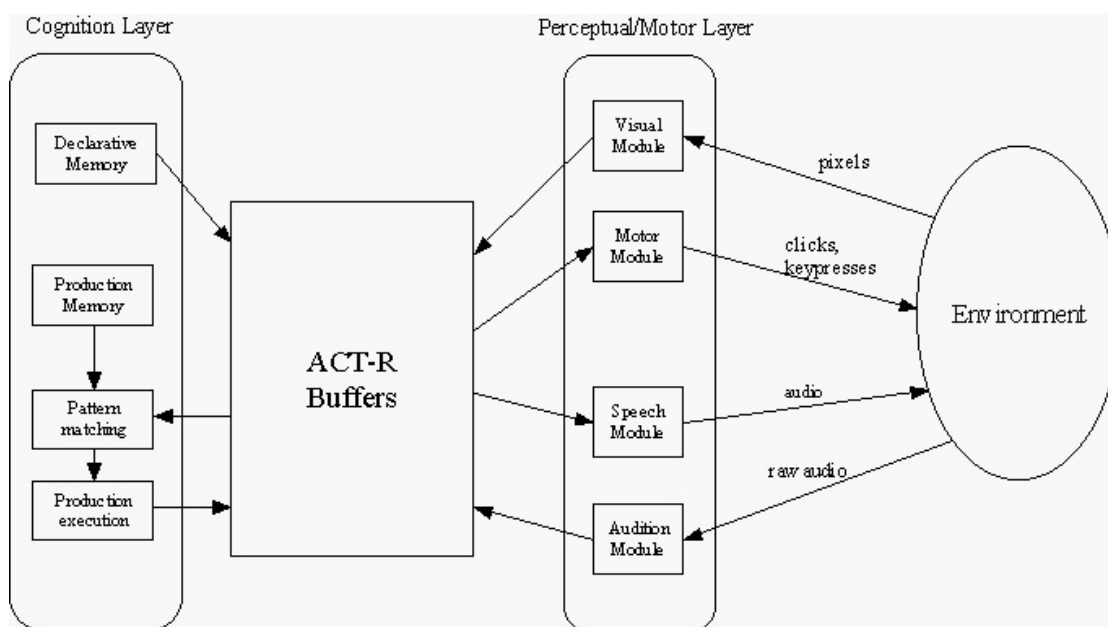 Cognition Layer
Perceptual/Motor Layer
Declarative
Memory
Production
Memory
Pattern
matching
Production
execution
ACT-R
Buffers
Visual
Module
Motor
Module
Speech
Module
Audition
Module
pixels
clicks,
keypresses
audio
raw audio
Environment